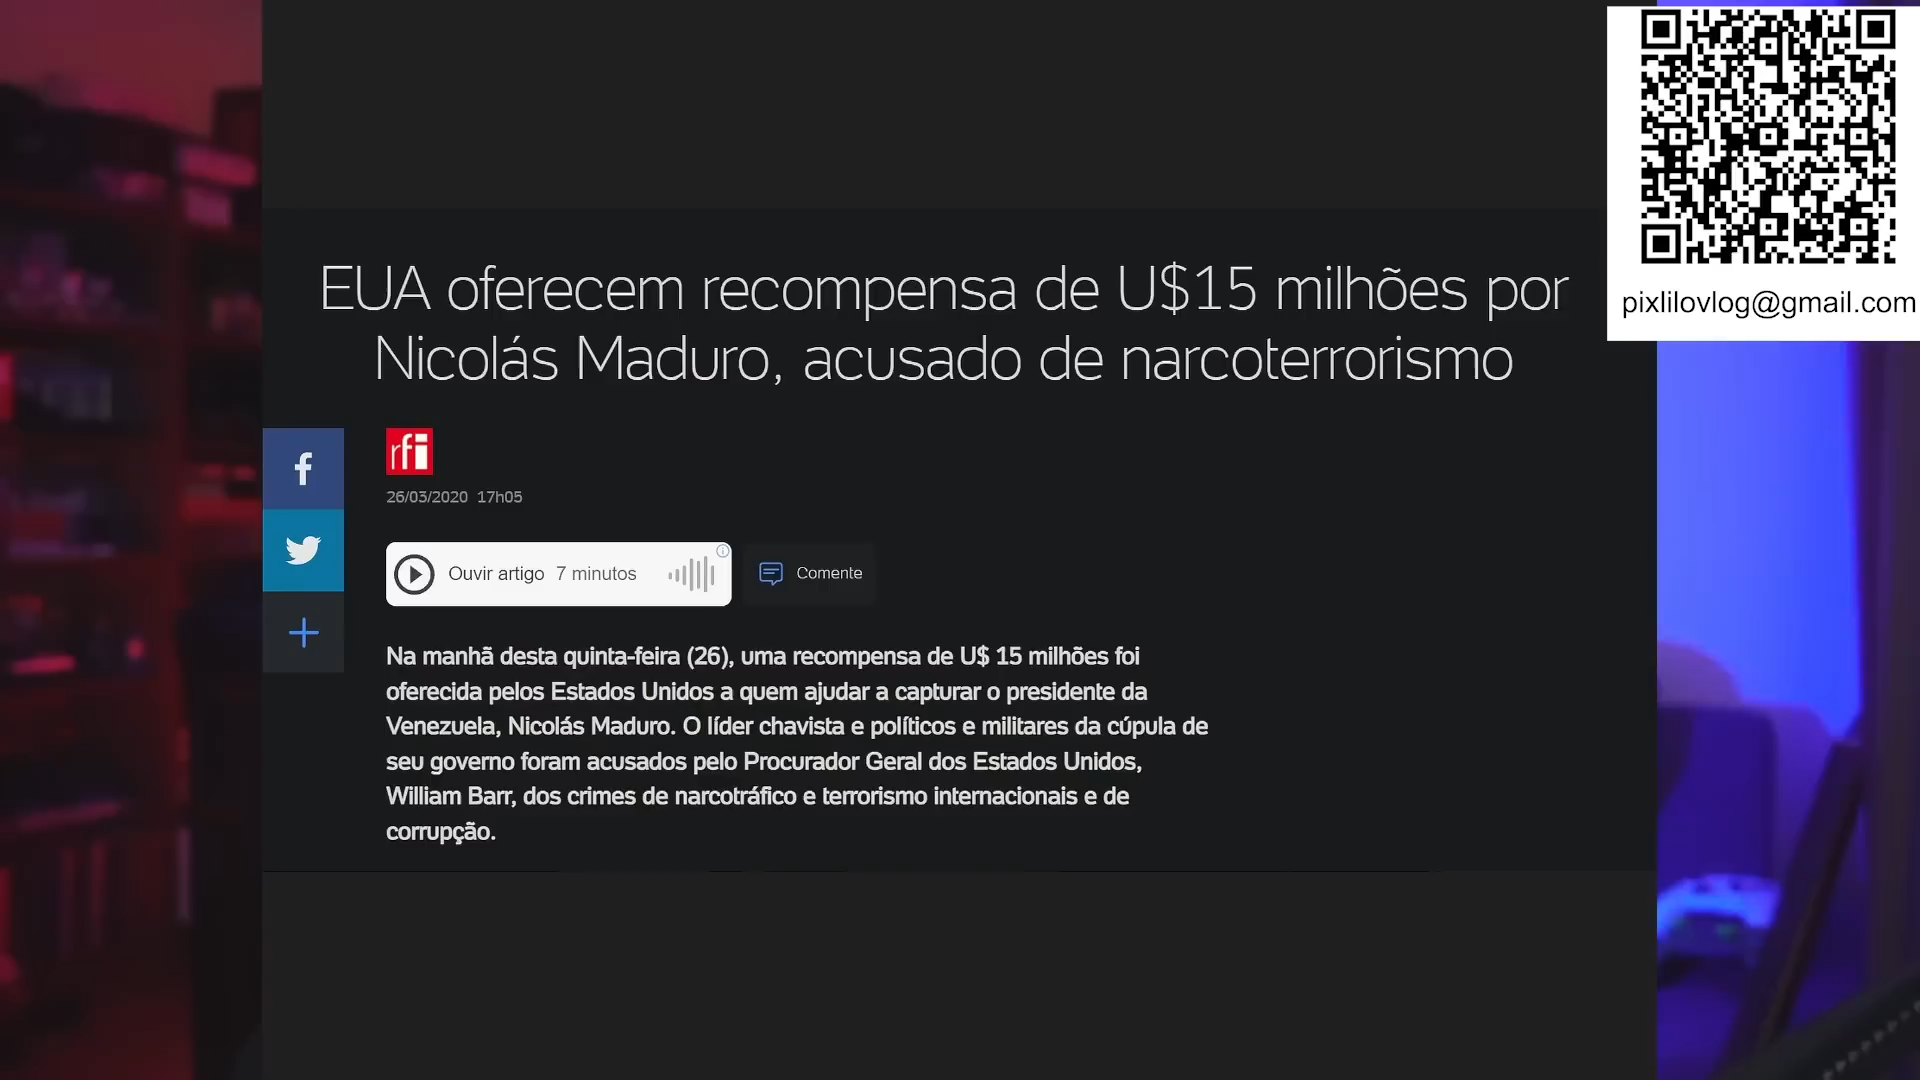 EUA oferecem recompensa de U$15 milhões por
Nicolás Maduro, acusado de narcoterrorismo
pixlilovlog@gmail.com
rfi
26/03/2020 17h05
Ouvir artigo 7 minutos
Comente
Na manhã desta quinta-feira (26), uma recompensa de U$ 15 milhões foi
oferecida pelos Estados Unidos a quem ajudar a capturar o presidente da
Venezuela, Nicolás Maduro. O líder chavista e políticos e militares da cúpula de
seu governo foram acusados pelo Procurador Geral dos Estados Unidos,
William Barr, dos crimes de narcotráfico e terrorismo internacionais e de
corrupção.